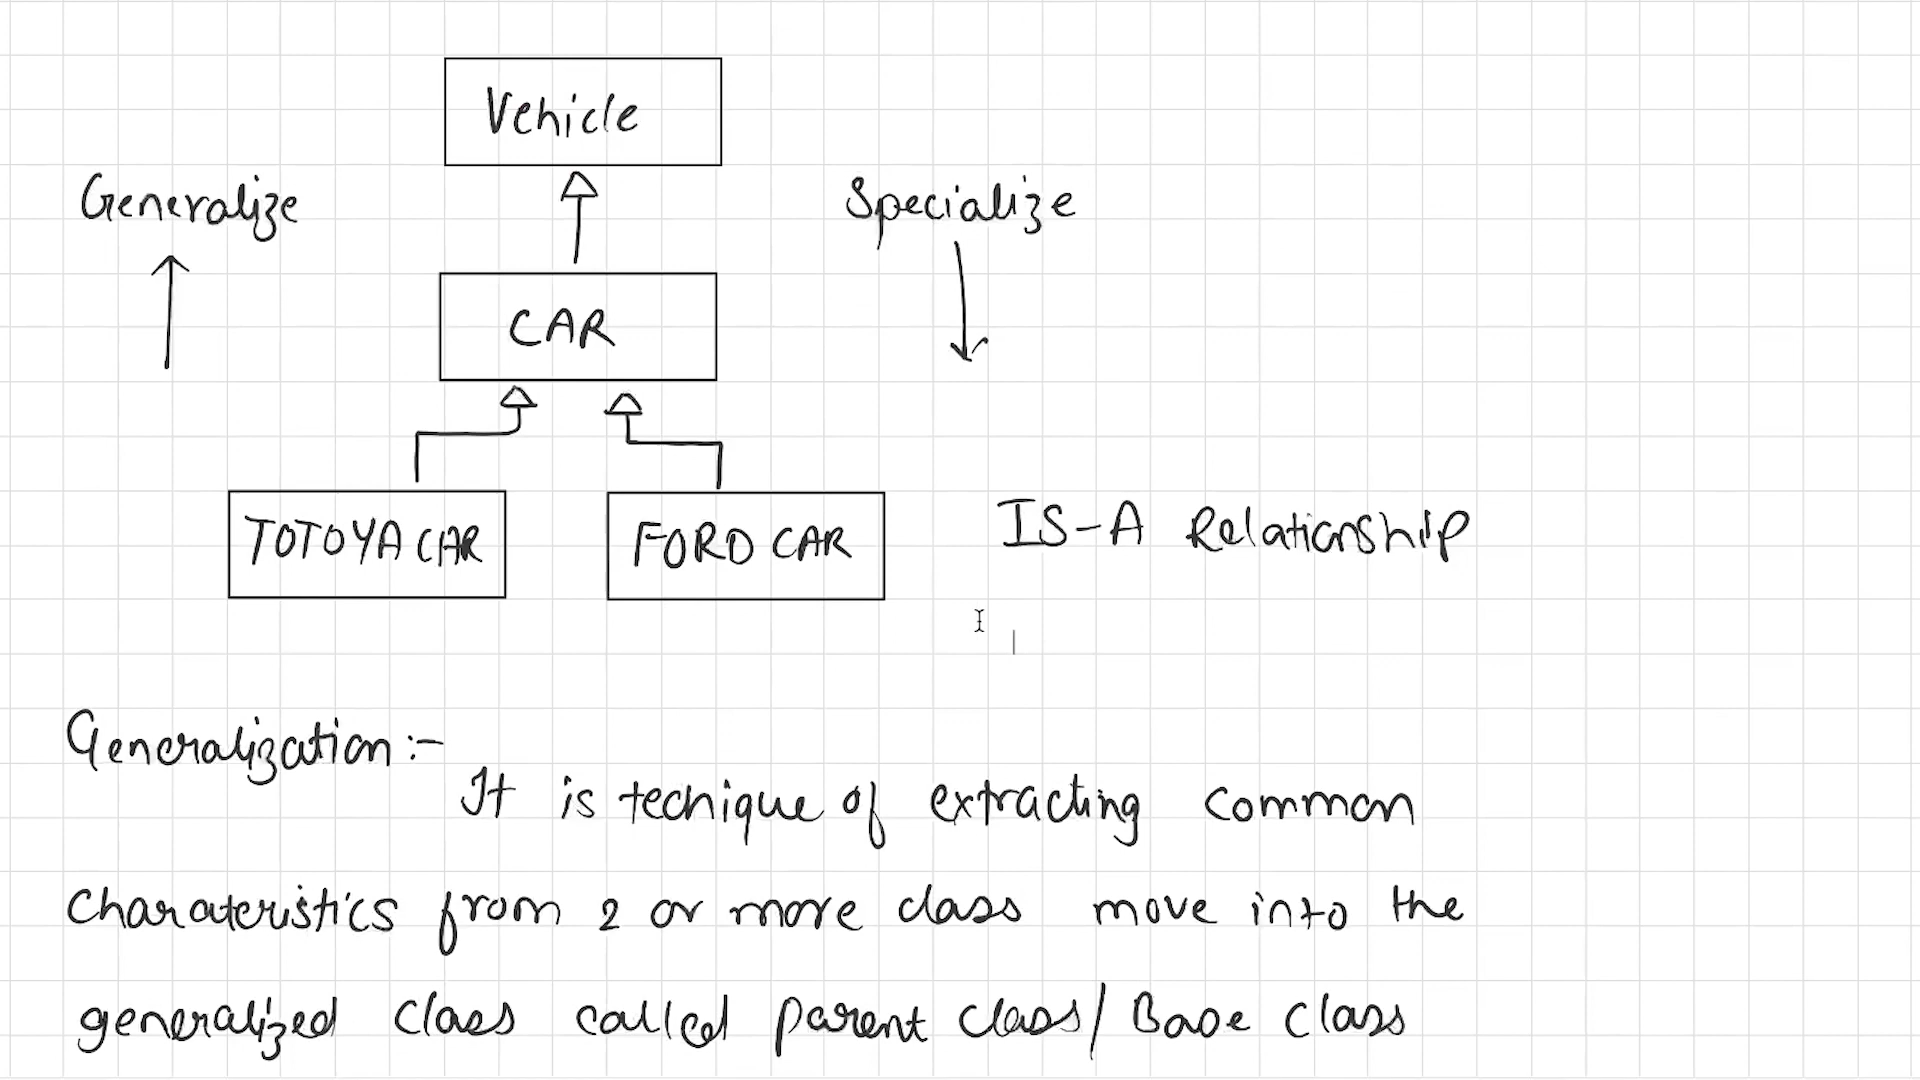 Vehicle
Generalize
Specialize
CAR
TOTOYA CAR
FORD CAR
IS-A Relationship
Generalization :-
It is techique of extracting common
charateristics from 2 or more class move into the
generalized class called parent class/ Base class